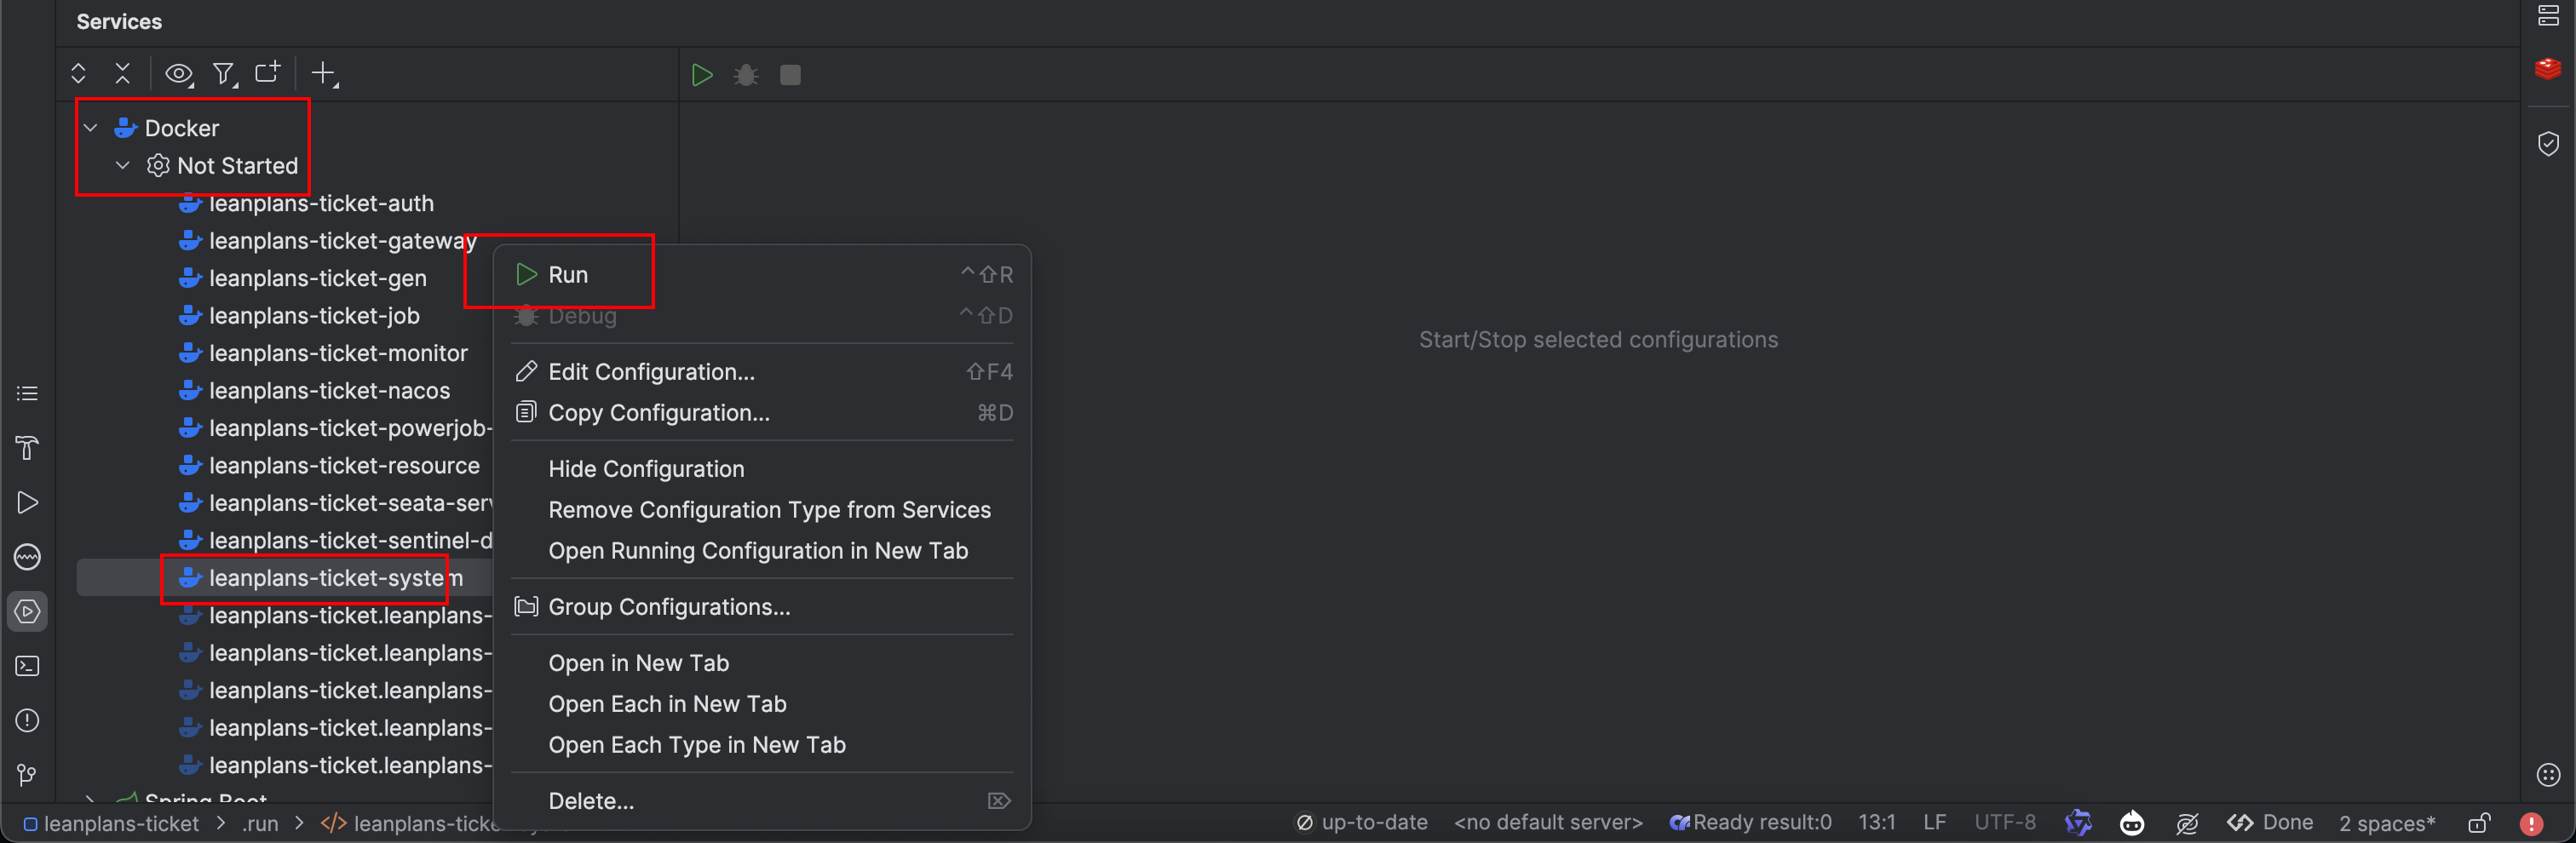 Services
Docker
Not Started
leanplans-ticket-auth
leanplans-ticket-gateway
leanplans-ticket-gen
leanplans-ticket-job
leanplans-ticket-monitor
leanplans-ticket-nacos
leanplans-ticket-powerjob-
leanplans-ticket-resource
leanplans-ticket-seata-serv
leanplans-ticket-sentinel-d
leanplans-ticket-system
leanplans-ticket.leanplans-
leanplans-ticket.leanplans-
leanplans-ticket.leanplans-
leanplans-ticket.leanplans-
leanplans-ticket.leanplans-
Spring Boot
Run ⌃⇧R
Debug ⌃⇧D
Edit Configuration... ⇧F4
Copy Configuration... ⌘D
Hide Configuration
Remove Configuration Type from Services
Open Running Configuration in New Tab
Group Configurations...
Open in New Tab
Open Each in New Tab
Open Each Type in New Tab
Delete... ⌦
Start/Stop selected configurations
leanplans-ticket > .run > </> leanplans-ticke
up-to-date <no default server> Ready result:0 13:1 LF UTF-8 Done 2 spaces*